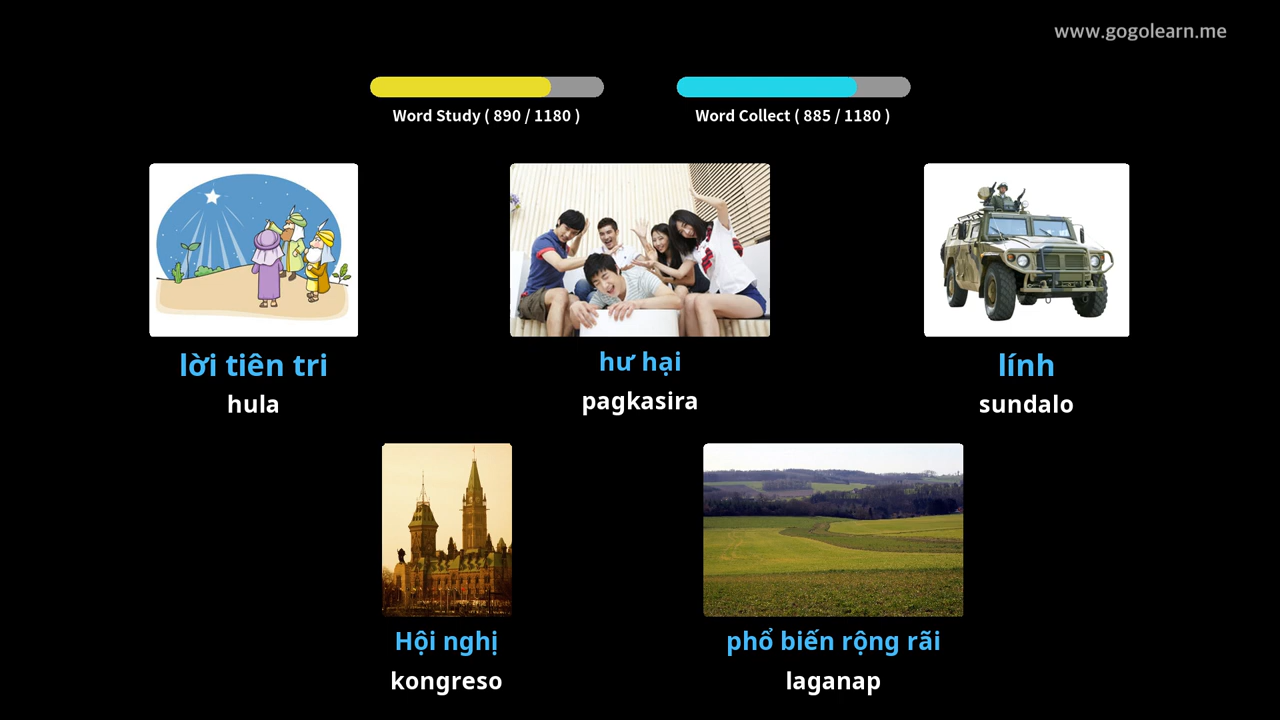 www.gogolearn.me
Word Study ( 890 / 1180 )
Word Collect ( 885 / 1180 )
lời tiên tri
hula
hư hại
pagkasira
lính
sundalo
Hội nghị
kongreso
phổ biến rộng rãi
laganap